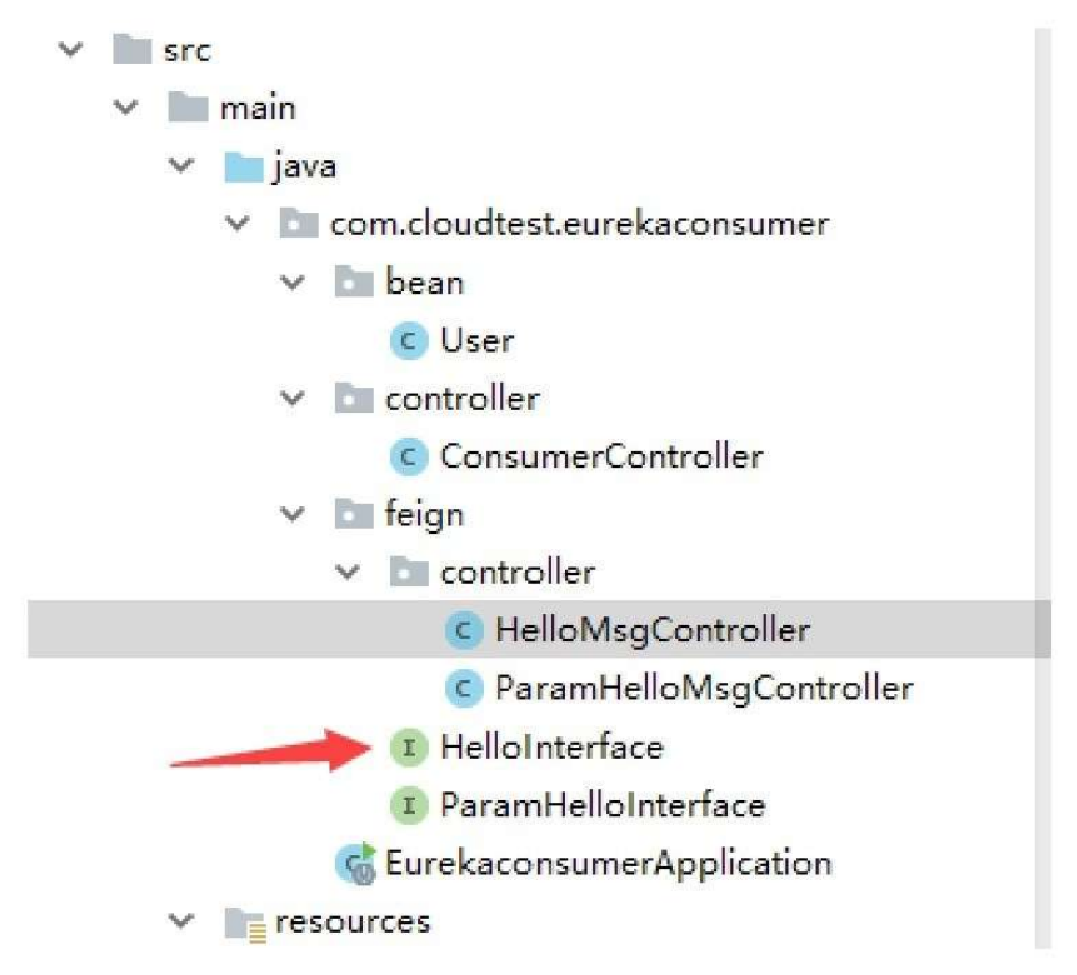 src
main
java
com.cloudtest.eurekaconsumer
bean
C User
controller
C ConsumerController
feign
controller
C HelloMsgController
C ParamHelloMsgController
I HelloInterface
I ParamHelloInterface
C EurekaconsumerApplication
resources